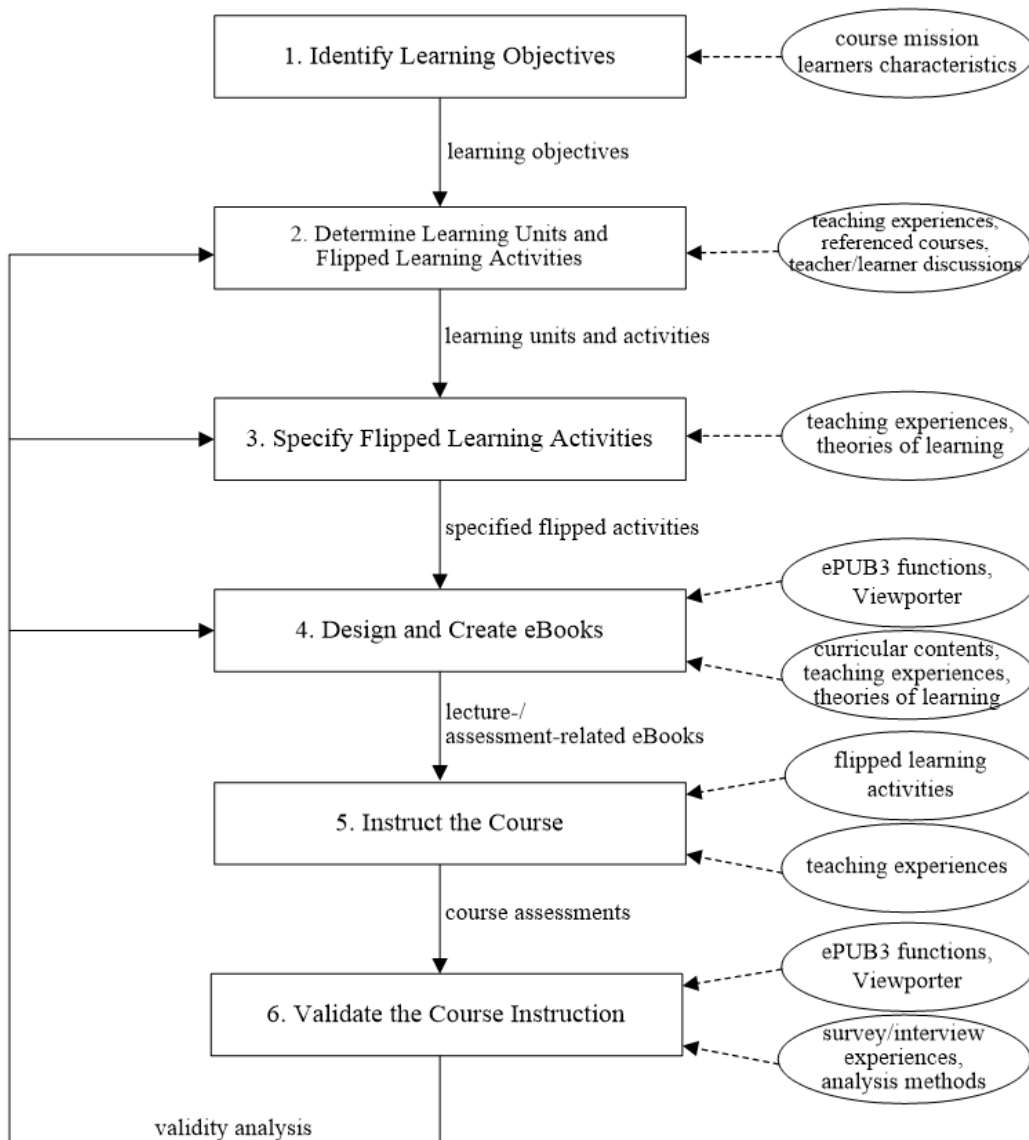 1. Identify Learning Objectives
course mission
learners characteristics
learning objectives
2. Determine Learning Units and
Flipped Learning Activities
teaching experiences,
referenced courses,
teacher/learner discussions
learning units and activities
3. Specify Flipped Learning Activities
teaching experiences,
theories of learning
specified flipped activities
ePUB3 functions,
Viewporter
4. Design and Create eBooks
curricular contents,
teaching experiences,
theories of learning
lecture-/
assessment-related eBooks
flipped learning
activities
5. Instruct the Course
teaching experiences
course assessments
ePUB3 functions,
Viewporter
6. Validate the Course Instruction
survey/interview
experiences,
analysis methods
validity analysis